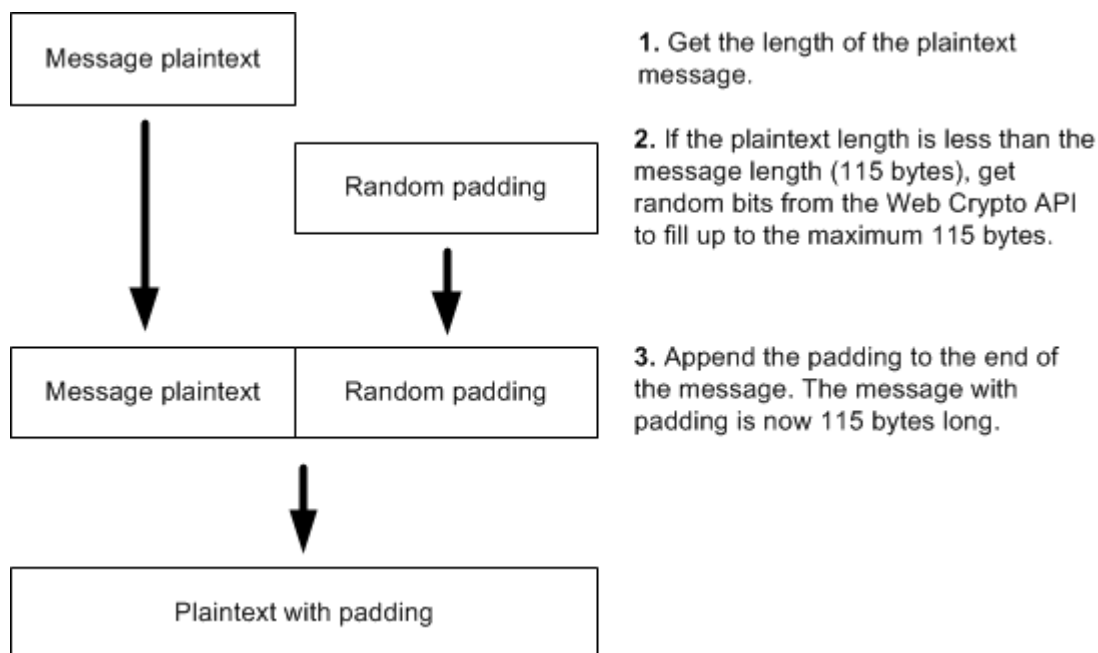 Message plaintext
1. Get the length of the plaintext
message.
2. If the plaintext length is less than the
message length (115 bytes), get
random bits from the Web Crypto API
to fill up to the maximum 115 bytes.
Random padding
Message plaintext
Random padding
3. Append the padding to the end of
the message. The message with
padding is now 115 bytes long.
Plaintext with padding